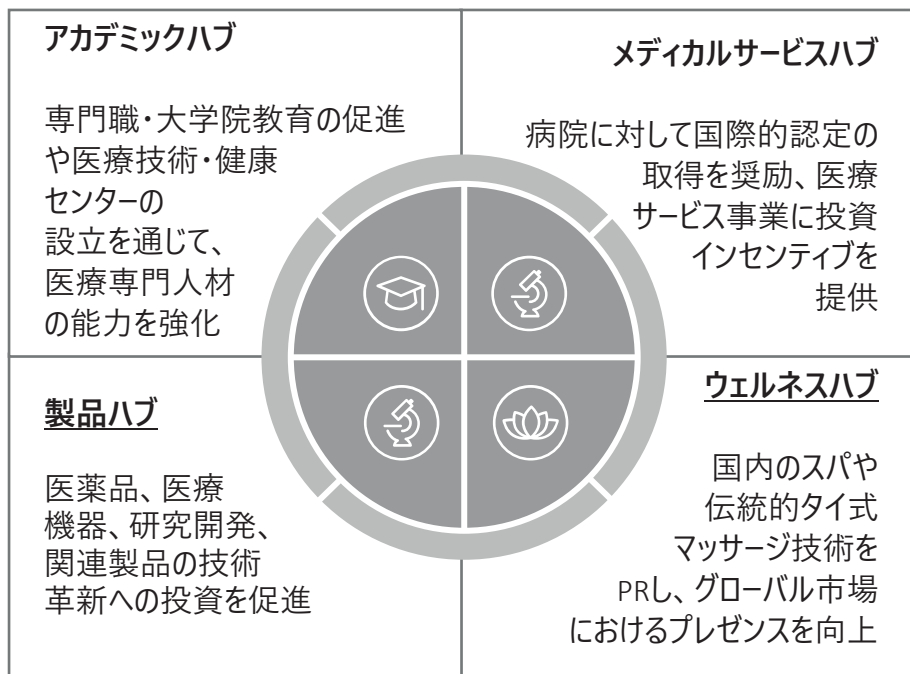 アカデミックハブ
専門職・大学院教育の促進
や医療技術・健康
センターの
設立を通じて、
医療専門人材
の能力を強化
メディカルサービスハブ
病院に対して国際的認定の
取得を奨励、医療
サービス事業に投資
インセンティブを
提供
製品ハブ
医薬品、医療
機器、研究開発、
関連製品の技術
革新への投資を促進
ウェルネスハブ
国内のスパや
伝統的タイ式
マッサージ技術を
PRし、グローバル市場
におけるプレゼンスを向上